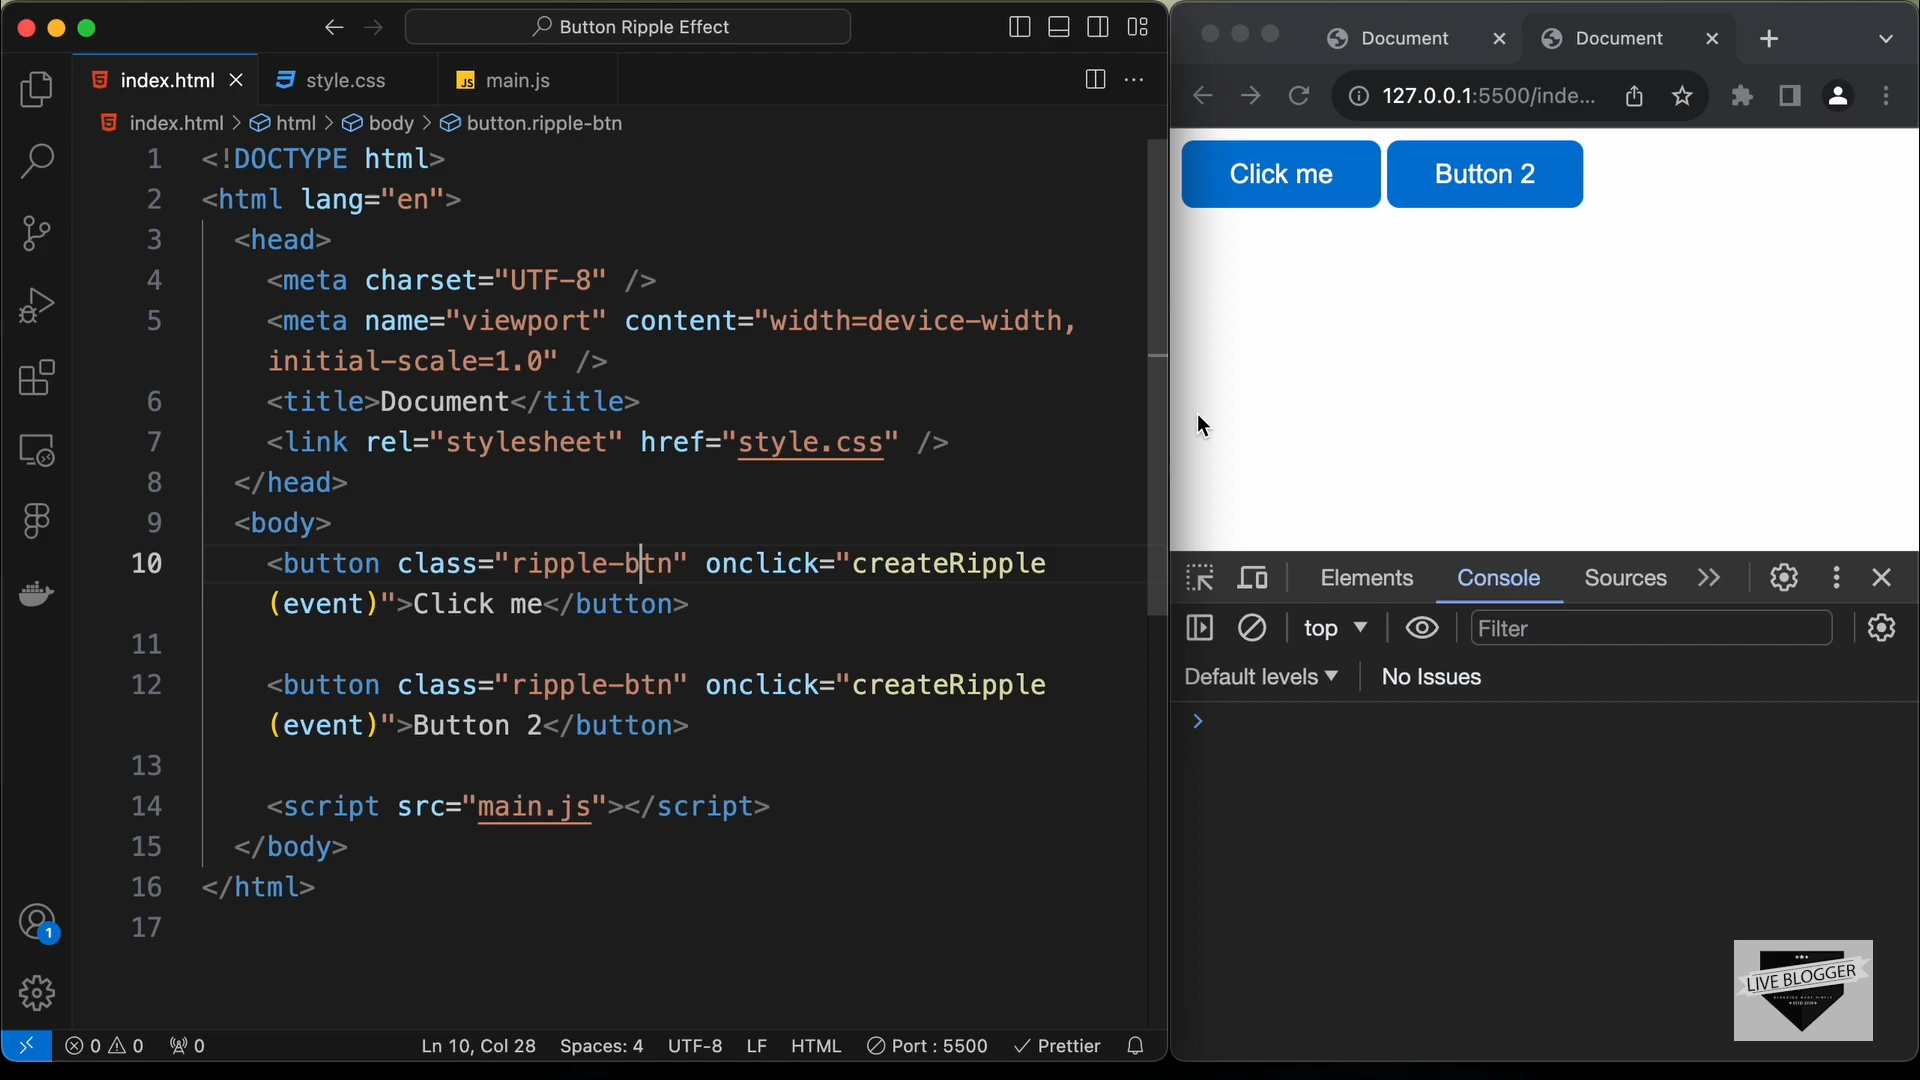 Button Ripple Effect
index.html
style.css
main.js
index.html > html > body > button.ripple-btn
1 <!DOCTYPE html>
2 <html lang="en">
3 <head>
4 <meta charset="UTF-8" />
5 <meta name="viewport" content="width=device-width,
initial-scale=1.0" />
6 <title>Document</title>
7 <link rel="stylesheet" href="style.css" />
8 </head>
9 <body>
10 <button class="ripple-btn" onclick="createRipple
(event)">Click me</button>
11
12 <button class="ripple-btn" onclick="createRipple
(event)">Button 2</button>
13
14 <script src="main.js"></script>
15 </body>
16 </html>
17
1
0 0 0
Ln 10, Col 28 Spaces: 4 UTF-8 LF HTML Port : 5500 Prettier
Document
Document
127.0.0.1:5500/inde...
Click me
Button 2
Elements Console Sources
top Filter
Default levels No Issues
LIVE BLOGGER